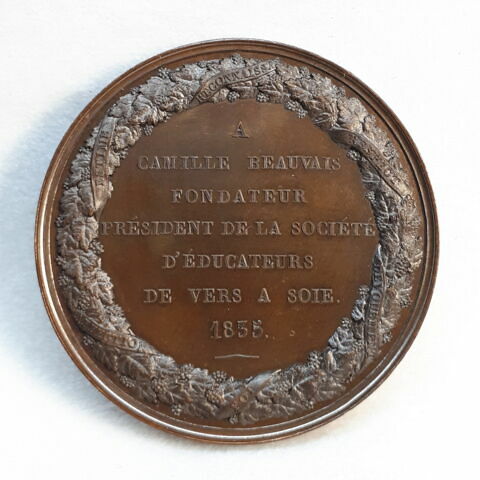 A
CAMILLE BEAUVAIS
FONDATEUR
PRÉSIDENT DE LA SOCIÉTÉ
D'ÉDUCATEURS
DE VERS A SOIE.
1835.